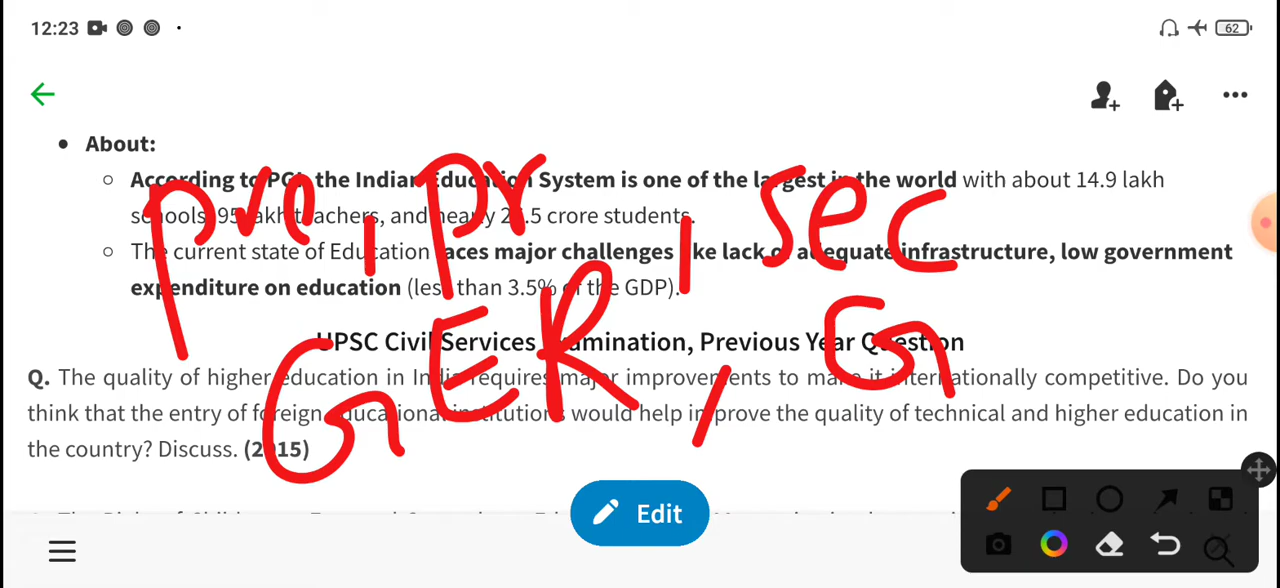 12:23
62
• About:
○ According to PGI, the Indian Education System is one of the largest in the world with about 14.9 lakh
schools, 95 lakh teachers, and nearly crore students.
○ The current state of Education faces major challenges like lack of adequate infrastructure, low government
expenditure on education (less than 3.5% of the GDP).
pre, pr, sec
GER, G
UPSC Civil Services Examination, Previous Year Question
Q. The quality of higher education in India requires major improvements to make it internationally competitive. Do you
think that the entry of foreign educational institutions would help improve the quality of technical and higher education in
the country? Discuss. (2015)
Edit